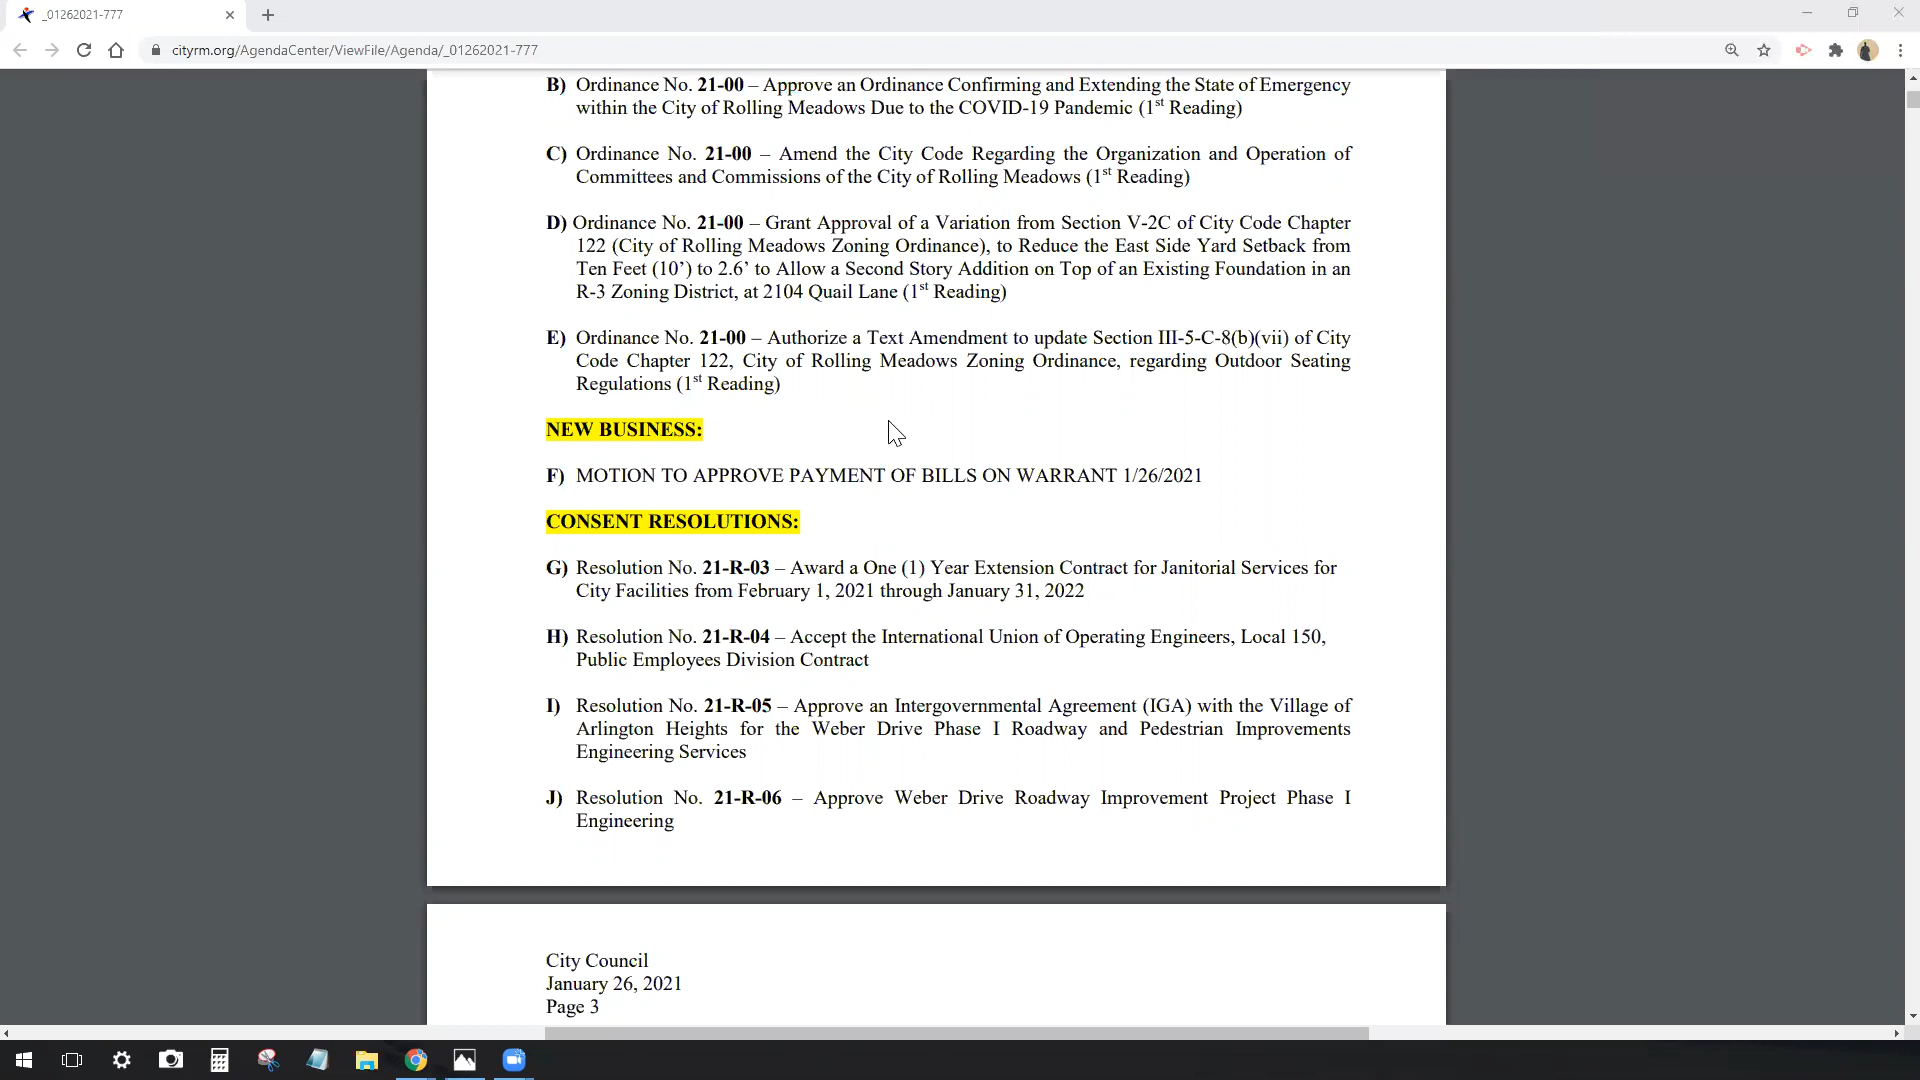 _01262021-777
cityrm.org/AgendaCenter/ViewFile/Agenda/_01262021-777
B) Ordinance No. 21-00 – Approve an Ordinance Confirming and Extending the State of Emergency
within the City of Rolling Meadows Due to the COVID-19 Pandemic (1st Reading)
C) Ordinance No. 21-00 – Amend the City Code Regarding the Organization and Operation of
Committees and Commissions of the City of Rolling Meadows (1st Reading)
D) Ordinance No. 21-00 – Grant Approval of a Variation from Section V-2C of City Code Chapter
122 (City of Rolling Meadows Zoning Ordinance), to Reduce the East Side Yard Setback from
Ten Feet (10’) to 2.6’ to Allow a Second Story Addition on Top of an Existing Foundation in an
R-3 Zoning District, at 2104 Quail Lane (1st Reading)
E) Ordinance No. 21-00 – Authorize a Text Amendment to update Section III-5-C-8(b)(vii) of City
Code Chapter 122, City of Rolling Meadows Zoning Ordinance, regarding Outdoor Seating
Regulations (1st Reading)
NEW BUSINESS:
F) MOTION TO APPROVE PAYMENT OF BILLS ON WARRANT 1/26/2021
CONSENT RESOLUTIONS:
G) Resolution No. 21-R-03 – Award a One (1) Year Extension Contract for Janitorial Services for
City Facilities from February 1, 2021 through January 31, 2022
H) Resolution No. 21-R-04 – Accept the International Union of Operating Engineers, Local 150,
Public Employees Division Contract
I) Resolution No. 21-R-05 – Approve an Intergovernmental Agreement (IGA) with the Village of
Arlington Heights for the Weber Drive Phase I Roadway and Pedestrian Improvements
Engineering Services
J) Resolution No. 21-R-06 – Approve Weber Drive Roadway Improvement Project Phase I
Engineering
City Council
January 26, 2021
Page 3